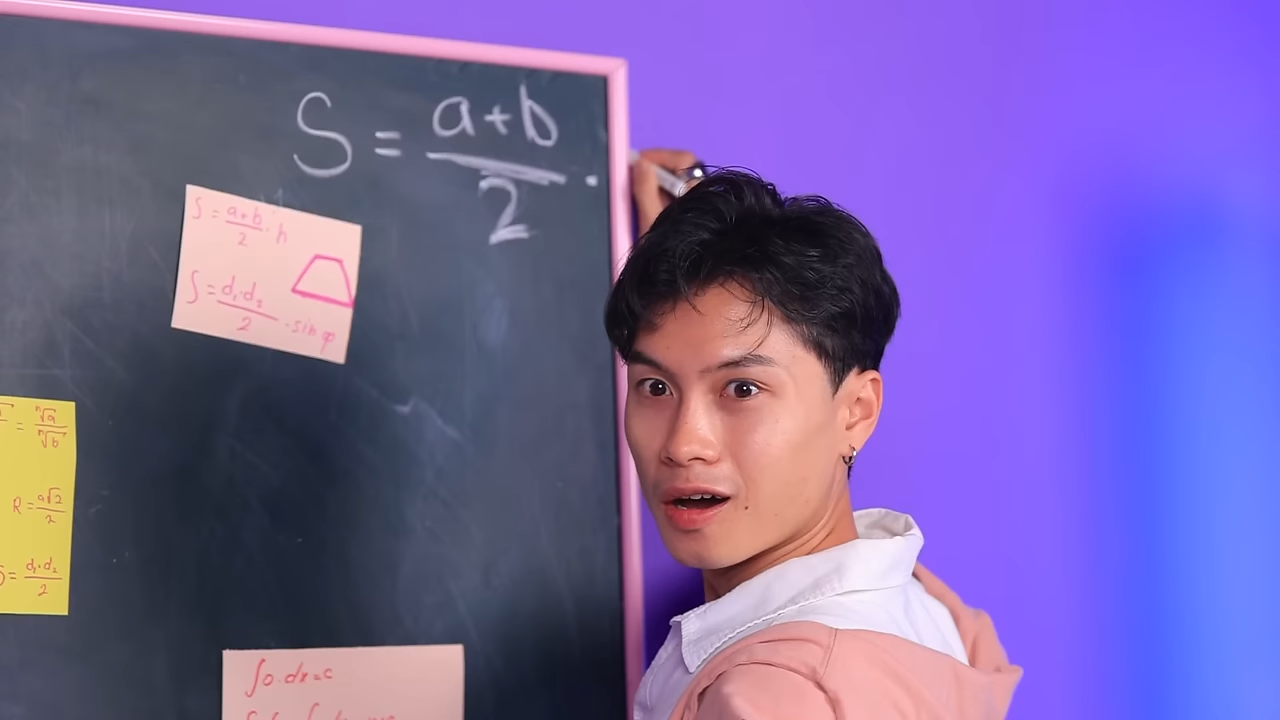 S = a+b/2 .
S = a+b/2 . h
S = d₁·d₂/2 · sin φ
= ⁿ√a/ⁿ√b
R = a√2/2
S = d₁·d₂/2
∫0·dx=c